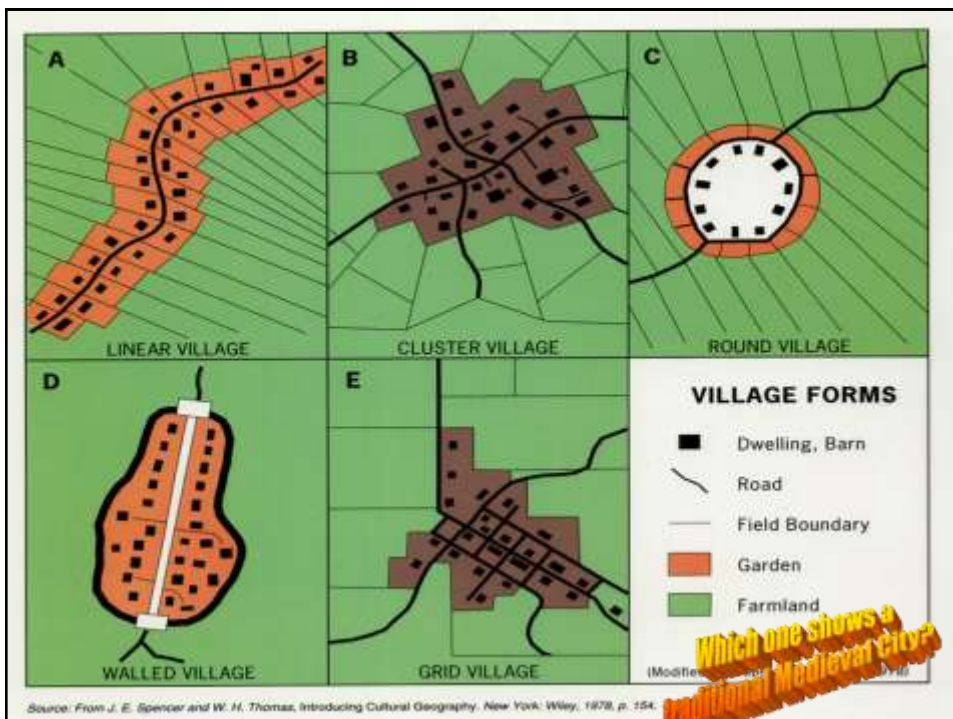 A
LINEAR VILLAGE
B
CLUSTER VILLAGE
C
ROUND VILLAGE
D
WALLED VILLAGE
E
GRID VILLAGE
VILLAGE FORMS
Dwelling, Barn
Road
Field Boundary
Garden
Farmland
Which one shows a
traditional Medieval City?
Source: From J. E. Spencer and W. H. Thomas, Introducing Cultural Geography. New York: Wiley, 1978, p. 154.